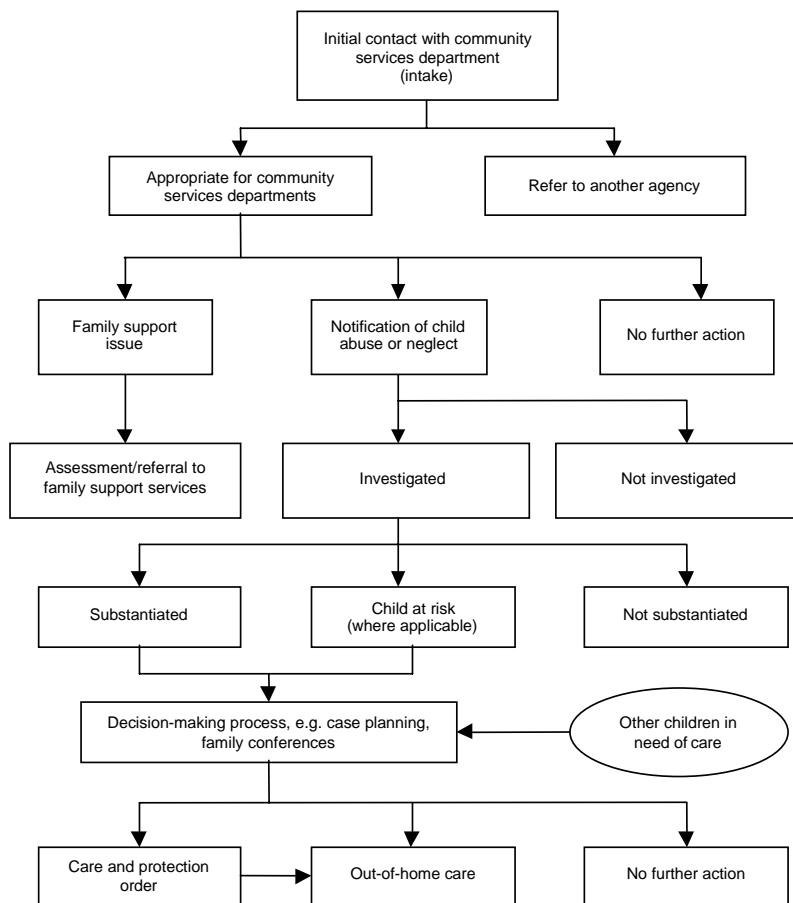 Initial contact with community
services department
(intake)
Appropriate for community
services departments
Refer to another agency
Family support
issue
Notification of child
abuse or neglect
No further action
Assessment/referral to
family support services
Investigated
Not investigated
Substantiated
Child at risk
(where applicable)
Not substantiated
Decision-making process, e.g. case planning,
family conferences
Other children in
need of care
Care and protection
order
Out-of-home care
No further action